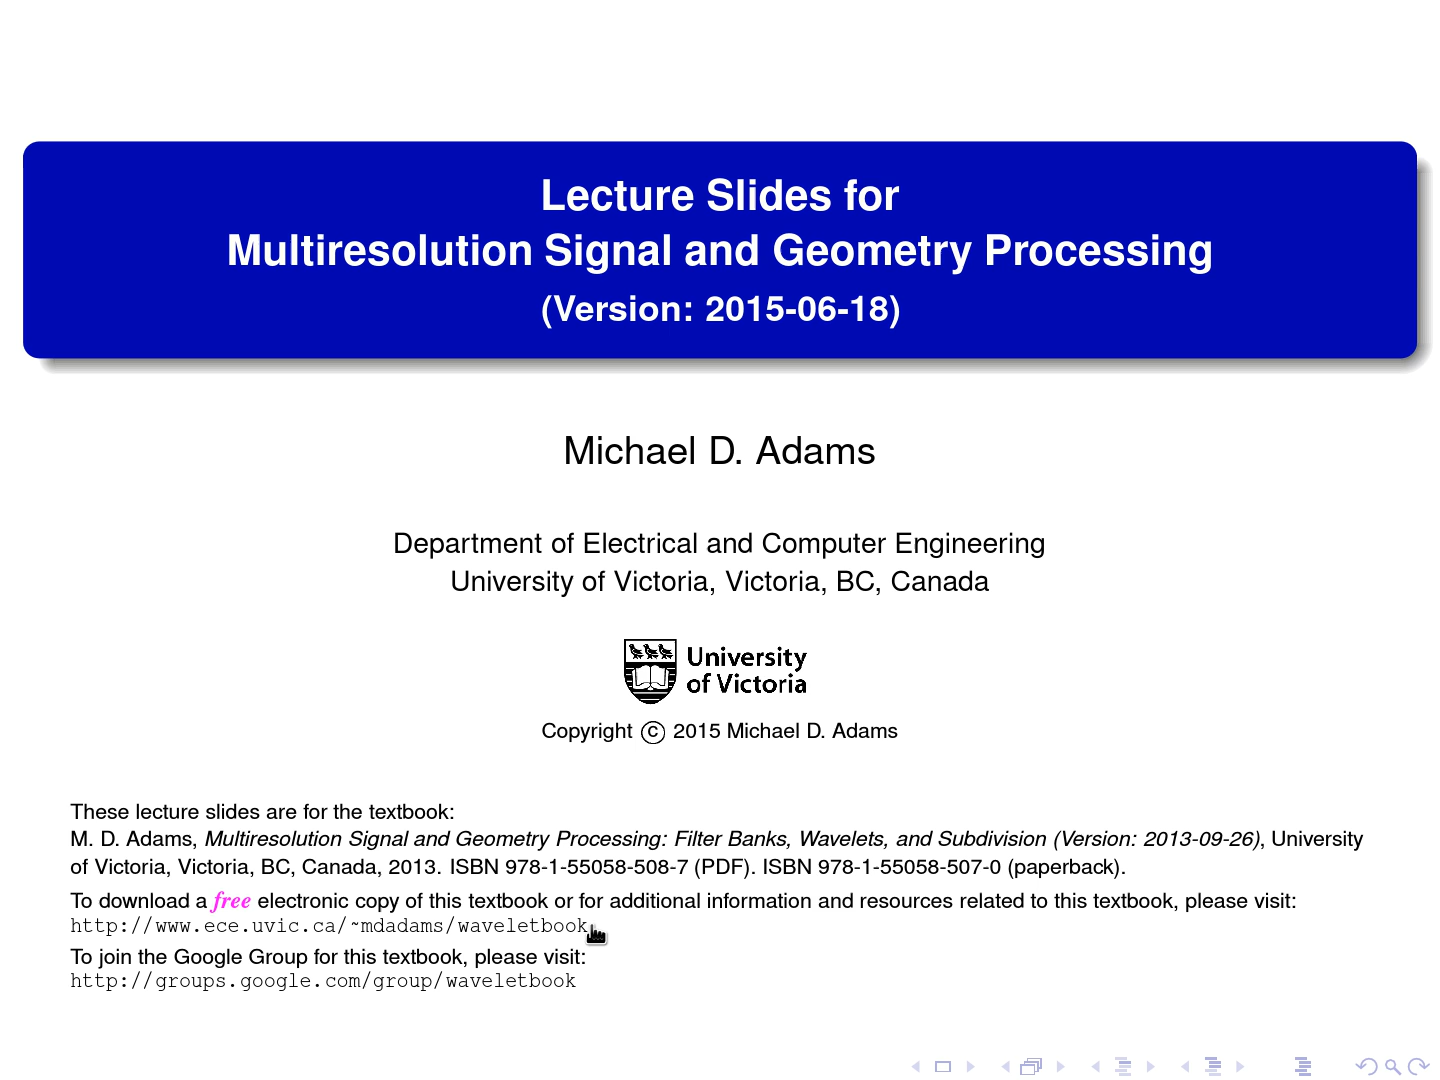 Lecture Slides for
Multiresolution Signal and Geometry Processing
(Version: 2015-06-18)
Michael D. Adams
Department of Electrical and Computer Engineering
University of Victoria, Victoria, BC, Canada
University
of Victoria
Copyright © 2015 Michael D. Adams
These lecture slides are for the textbook:
M. D. Adams, Multiresolution Signal and Geometry Processing: Filter Banks, Wavelets, and Subdivision (Version: 2013-09-26), University
of Victoria, Victoria, BC, Canada, 2013. ISBN 978-1-55058-508-7 (PDF). ISBN 978-1-55058-507-0 (paperback).
To download a free electronic copy of this textbook or for additional information and resources related to this textbook, please visit:
http://www.ece.uvic.ca/~mdadams/waveletbook
To join the Google Group for this textbook, please visit:
http://groups.google.com/group/waveletbook